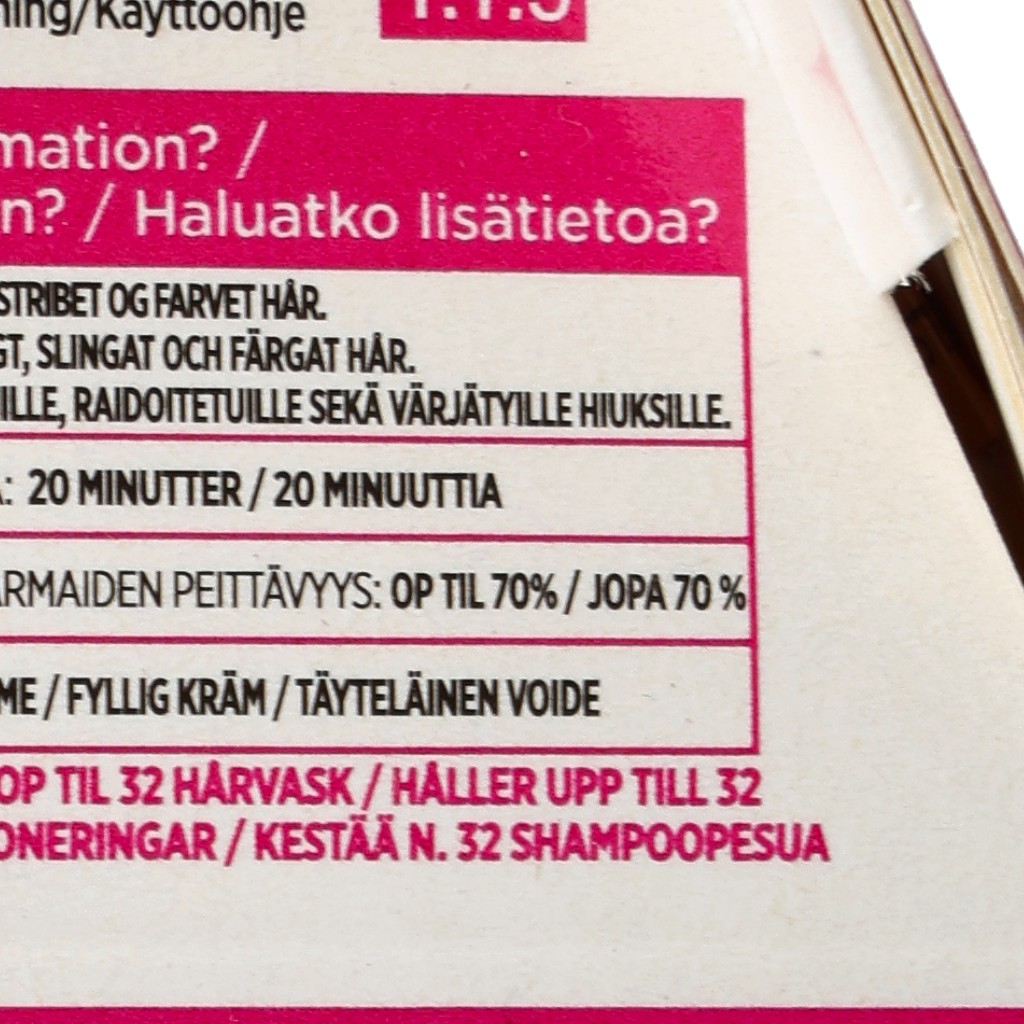 ning/Käyttöohje
mation? /
n? / Haluatko lisätietoa?
STRIBET OG FARVET HÅR.
GT, SLINGAT OCH FÄRGAT HÅR.
ILLE, RAIDOITETUILLE SEKÄ VÄRJÄTYILLE HIUKSILLE.
: 20 MINUTTER / 20 MINUUTTIA
ARMAIDEN PEITTÄVYYS: OP TIL 70% / JOPA 70 %
ME / FYLLIG KRÄM / TÄYTELÄINEN VOIDE
OP TIL 32 HÅRVASK / HÅLLER UPP TILL 32
ONERINGAR / KESTÄÄ N. 32 SHAMPOOPESUA